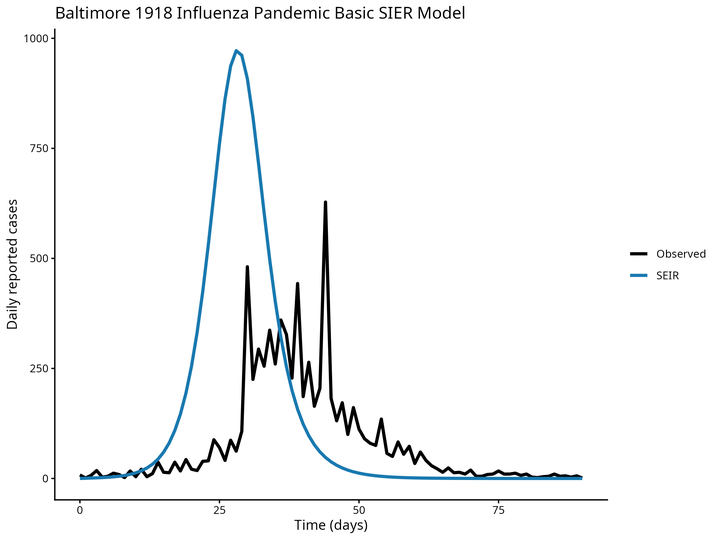 Baltimore 1918 Influenza Pandemic Basic SIER Model
1000
750
500
250
0
Daily reported cases
0 25 50 75
Time (days)
Observed
SEIR